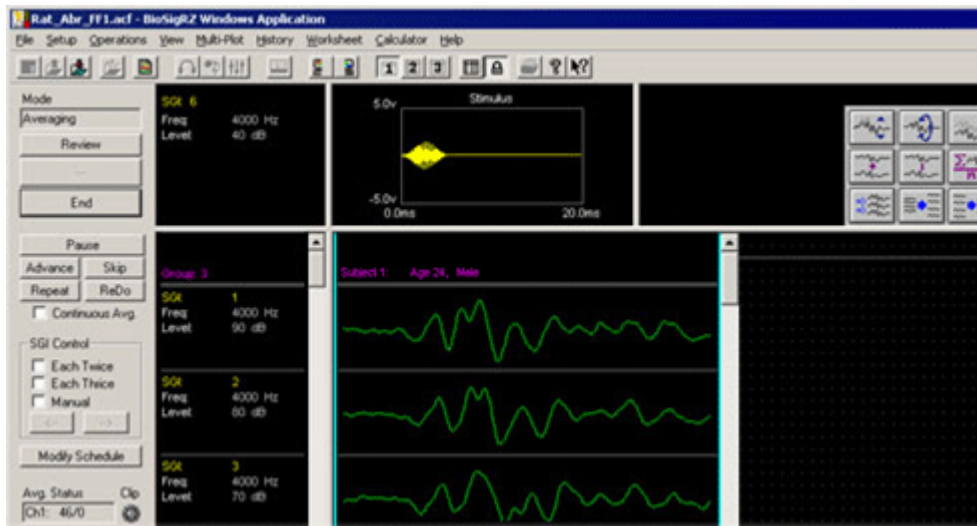 Rat_Abr_FF1.acf - BioSigRZ Windows Application
File Setup Operations View Multi-Plot History Worksheet Calculator Help
1 2 3
Mode
Averaging
Review
End
Pause
Advance Skip
Repeat ReDo
Continuous Avg.
SGI Control
Each Twice
Each Thrice
Manual
Modify Schedule
Avg. Status Clip
Ch1: 46/0
SGI: 6
Freq: 4000 Hz
Level: 40 dB
Stimulus
5.0v
-5.0v
0.0ms 20.0ms
Group: 3
SGI: 1
Freq: 4000 Hz
Level: 90 dB
SGI: 2
Freq: 4000 Hz
Level: 80 dB
SGI: 3
Freq: 4000 Hz
Level: 70 dB
Subject 1: Age 24, Male